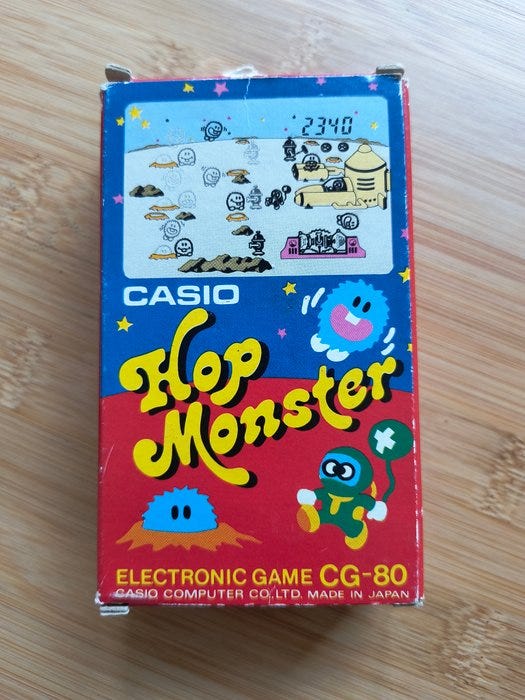 2340
CASIO
Hop
Monster
ELECTRONIC GAME CG-80
CASIO COMPUTER CO., LTD. MADE IN JAPAN